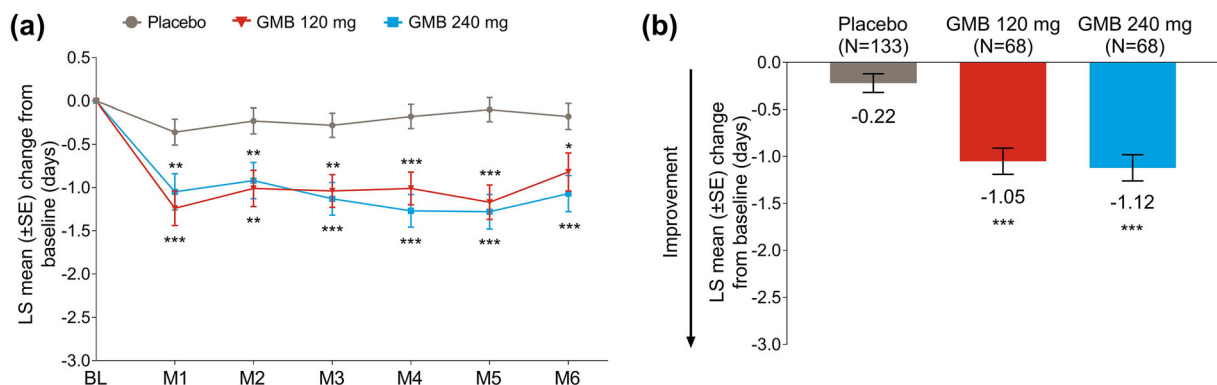 (a)
Placebo GMB 120 mg GMB 240 mg
LS mean (±SE) change from
baseline (days)
0.5
0.0
-0.5
-1.0
-1.5
-2.0
-2.5
-3.0
** ** ** *** *** *
*** ** *** *** *** ***
BL M1 M2 M3 M4 M5 M6
(b)
Placebo
(N=133)
GMB 120 mg
(N=68)
GMB 240 mg
(N=68)
Improvement
LS mean (±SE) change
from baseline (days)
0.0
-0.5
-1.0
-1.5
-2.0
-2.5
-3.0
-0.22
-1.05
***
-1.12
***